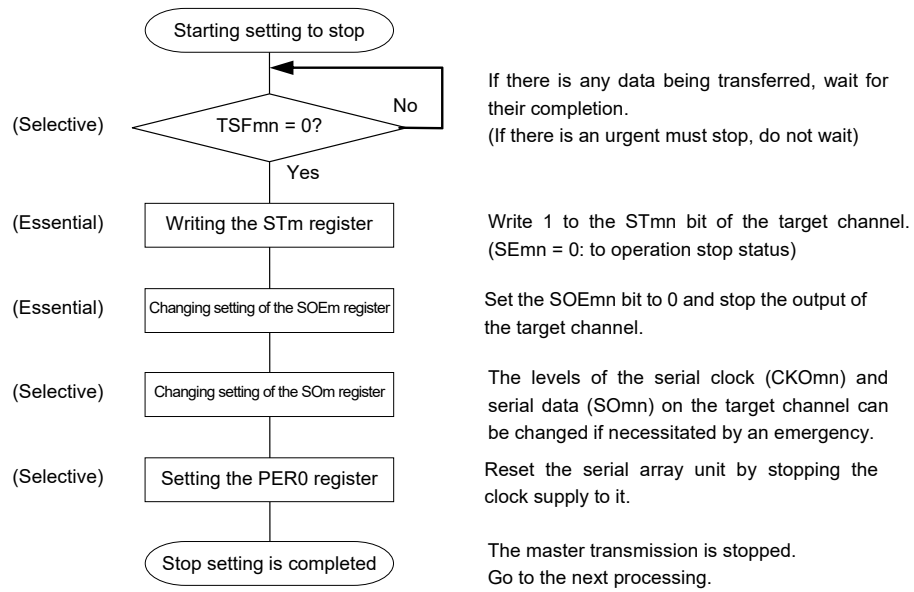 Starting setting to stop
No
If there is any data being transferred, wait for
their completion.
(If there is an urgent must stop, do not wait)
(Selective)
TSFmn = 0?
Yes
(Essential)
Writing the STm register
Write 1 to the STmn bit of the target channel.
(SEmn = 0: to operation stop status)
(Essential)
Changing setting of the SOEm register
Set the SOEmn bit to 0 and stop the output of
the target channel.
(Selective)
Changing setting of the SOm register
The levels of the serial clock (CKOmn) and
serial data (SOmn) on the target channel can
be changed if necessitated by an emergency.
(Selective)
Setting the PER0 register
Reset the serial array unit by stopping the
clock supply to it.
Stop setting is completed
The master transmission is stopped.
Go to the next processing.